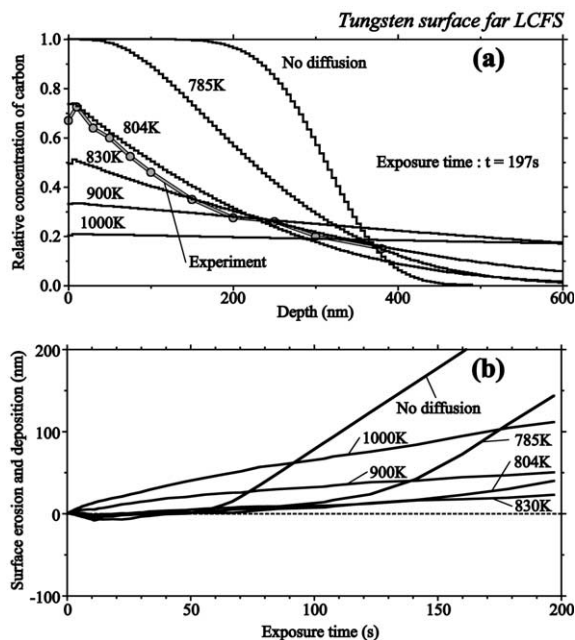 Tungsten surface far LCFS
1.0
0.8
0.6
0.4
0.2
0.0
Relative concentration of carbon
(a)
No diffusion
785K
804K
830K
900K
1000K
Exposure time : t = 197s
Experiment
0
200
400
600
Depth (nm)
200
100
0
-100
Surface erosion and deposition (nm)
(b)
No diffusion
1000K
785K
900K
804K
830K
0
50
100
150
200
Exposure time (s)